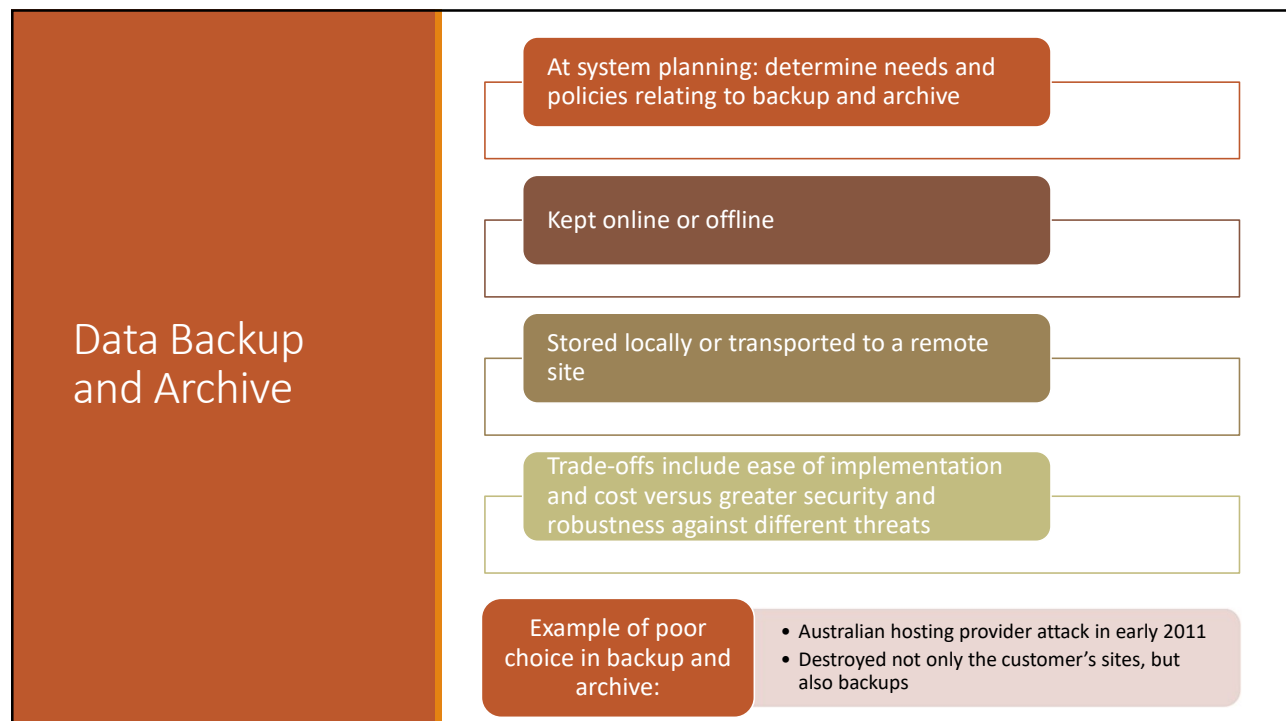 Data Backup
and Archive
At system planning: determine needs and
policies relating to backup and archive
Kept online or offline
Stored locally or transported to a remote
site
Trade-offs include ease of implementation
and cost versus greater security and
robustness against different threats
Example of poor
choice in backup and
archive:
• Australian hosting provider attack in early 2011
• Destroyed not only the customer’s sites, but
also backups